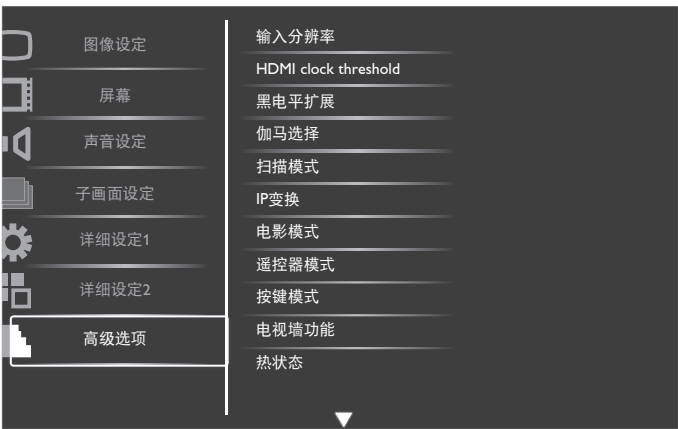 图像设定
屏幕
声音设定
子画面设定
详细设定1
详细设定2
高级选项
输入分辨率
HDMI clock threshold
黑电平扩展
伽马选择
扫描模式
IP变换
电影模式
遥控器模式
按键模式
电视墙功能
热状态